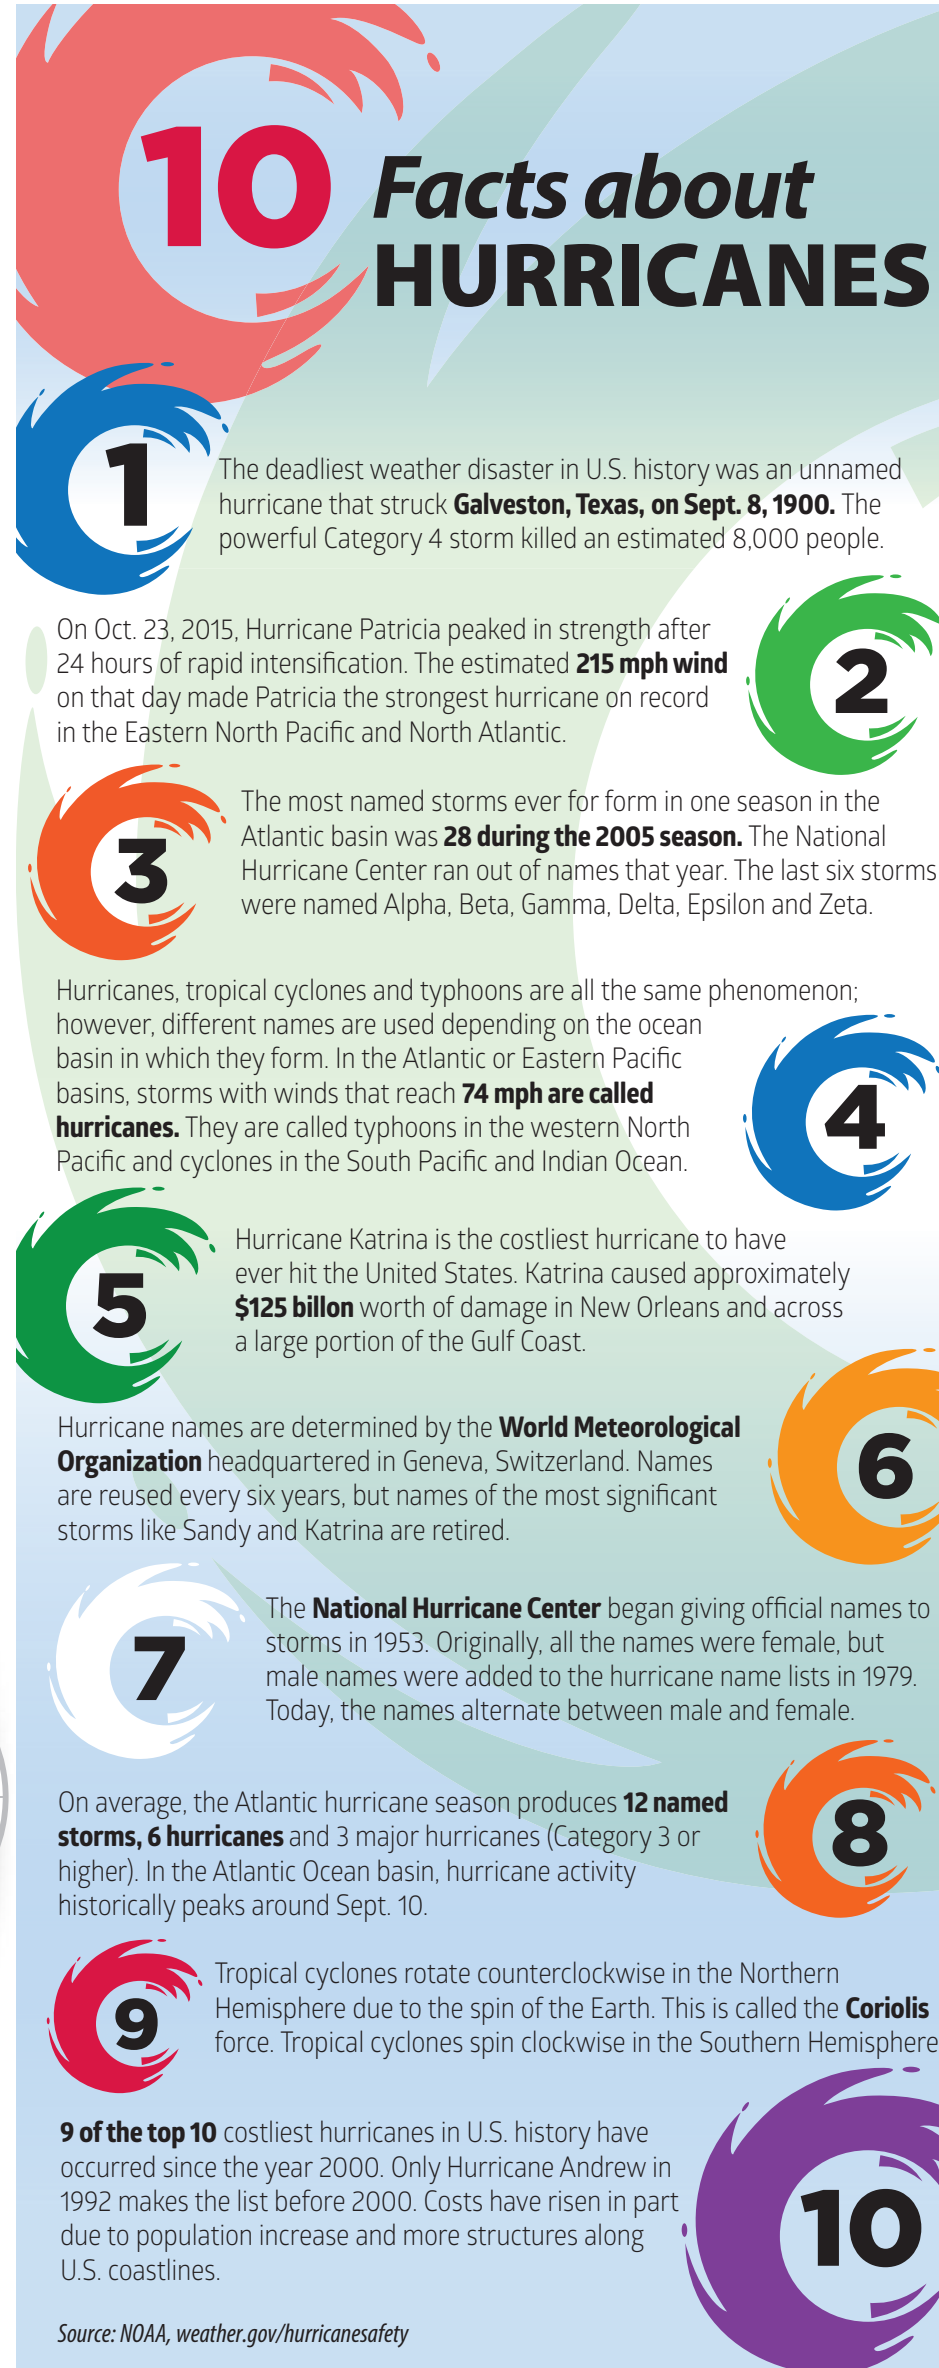 10 Facts about
HURRICANES
1
The deadliest weather disaster in U.S. history was an unnamed
hurricane that struck Galveston, Texas, on Sept. 8, 1900. The
powerful Category 4 storm killed an estimated 8,000 people.
On Oct. 23, 2015, Hurricane Patricia peaked in strength after
24 hours of rapid intensification. The estimated 215 mph wind
on that day made Patricia the strongest hurricane on record
in the Eastern North Pacific and North Atlantic.
2
3
The most named storms ever for form in one season in the
Atlantic basin was 28 during the 2005 season. The National
Hurricane Center ran out of names that year. The last six storms
were named Alpha, Beta, Gamma, Delta, Epsilon and Zeta.
Hurricanes, tropical cyclones and typhoons are all the same phenomenon;
however, different names are used depending on the ocean
basin in which they form. In the Atlantic or Eastern Pacific
basins, storms with winds that reach 74 mph are called
hurricanes. They are called typhoons in the western North
Pacific and cyclones in the South Pacific and Indian Ocean.
4
5
Hurricane Katrina is the costliest hurricane to have
ever hit the United States. Katrina caused approximately
$125 billon worth of damage in New Orleans and across
a large portion of the Gulf Coast.
Hurricane names are determined by the World Meteorological
Organization headquartered in Geneva, Switzerland. Names
are reused every six years, but names of the most significant
storms like Sandy and Katrina are retired.
6
7
The National Hurricane Center began giving official names to
storms in 1953. Originally, all the names were female, but
male names were added to the hurricane name lists in 1979.
Today, the names alternate between male and female.
On average, the Atlantic hurricane season produces 12 named
storms, 6 hurricanes and 3 major hurricanes (Category 3 or
higher). In the Atlantic Ocean basin, hurricane activity
historically peaks around Sept. 10.
8
9
Tropical cyclones rotate counterclockwise in the Northern
Hemisphere due to the spin of the Earth. This is called the Coriolis
force. Tropical cyclones spin clockwise in the Southern Hemisphere
9 of the top 10 costliest hurricanes in U.S. history have
occurred since the year 2000. Only Hurricane Andrew in
1992 makes the list before 2000. Costs have risen in part
due to population increase and more structures along
U.S. coastlines.
10
Source: NOAA, weather.gov/hurricanesafety